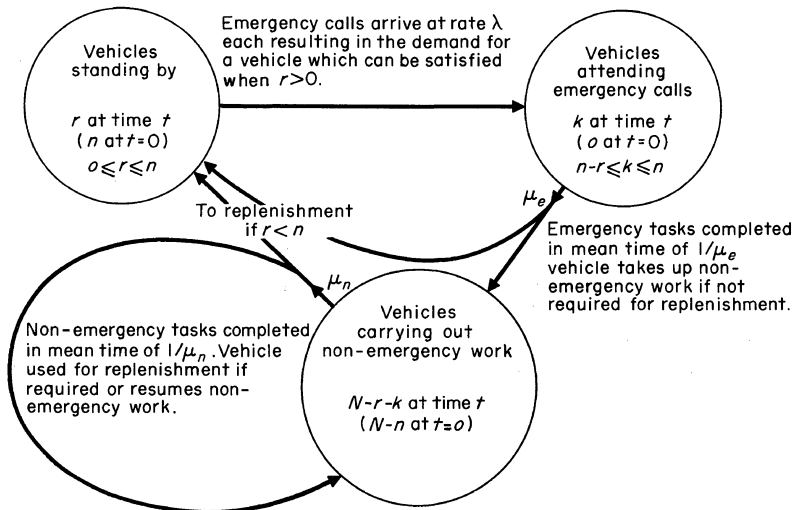 Vehicles
standing by
r at time t
(n at t=0)
o⩽r⩽n
Emergency calls arrive at rate λ
each resulting in the demand for
a vehicle which can be satisfied
when r>0.
Vehicles
attending
emergency calls
k at time t
(o at t=0)
n-r⩽k⩽n
μe
To replenishment
if r<n
Emergency tasks completed
in mean time of 1/μe
vehicle takes up non-
emergency work if not
required for replenishment.
μn
Non-emergency tasks completed
in mean time of 1/μn. Vehicle
used for replenishment if
required or resumes non-
emergency work.
Vehicles
carrying out
non-emergency work
N-r-k at time t
(N-n at t=o)